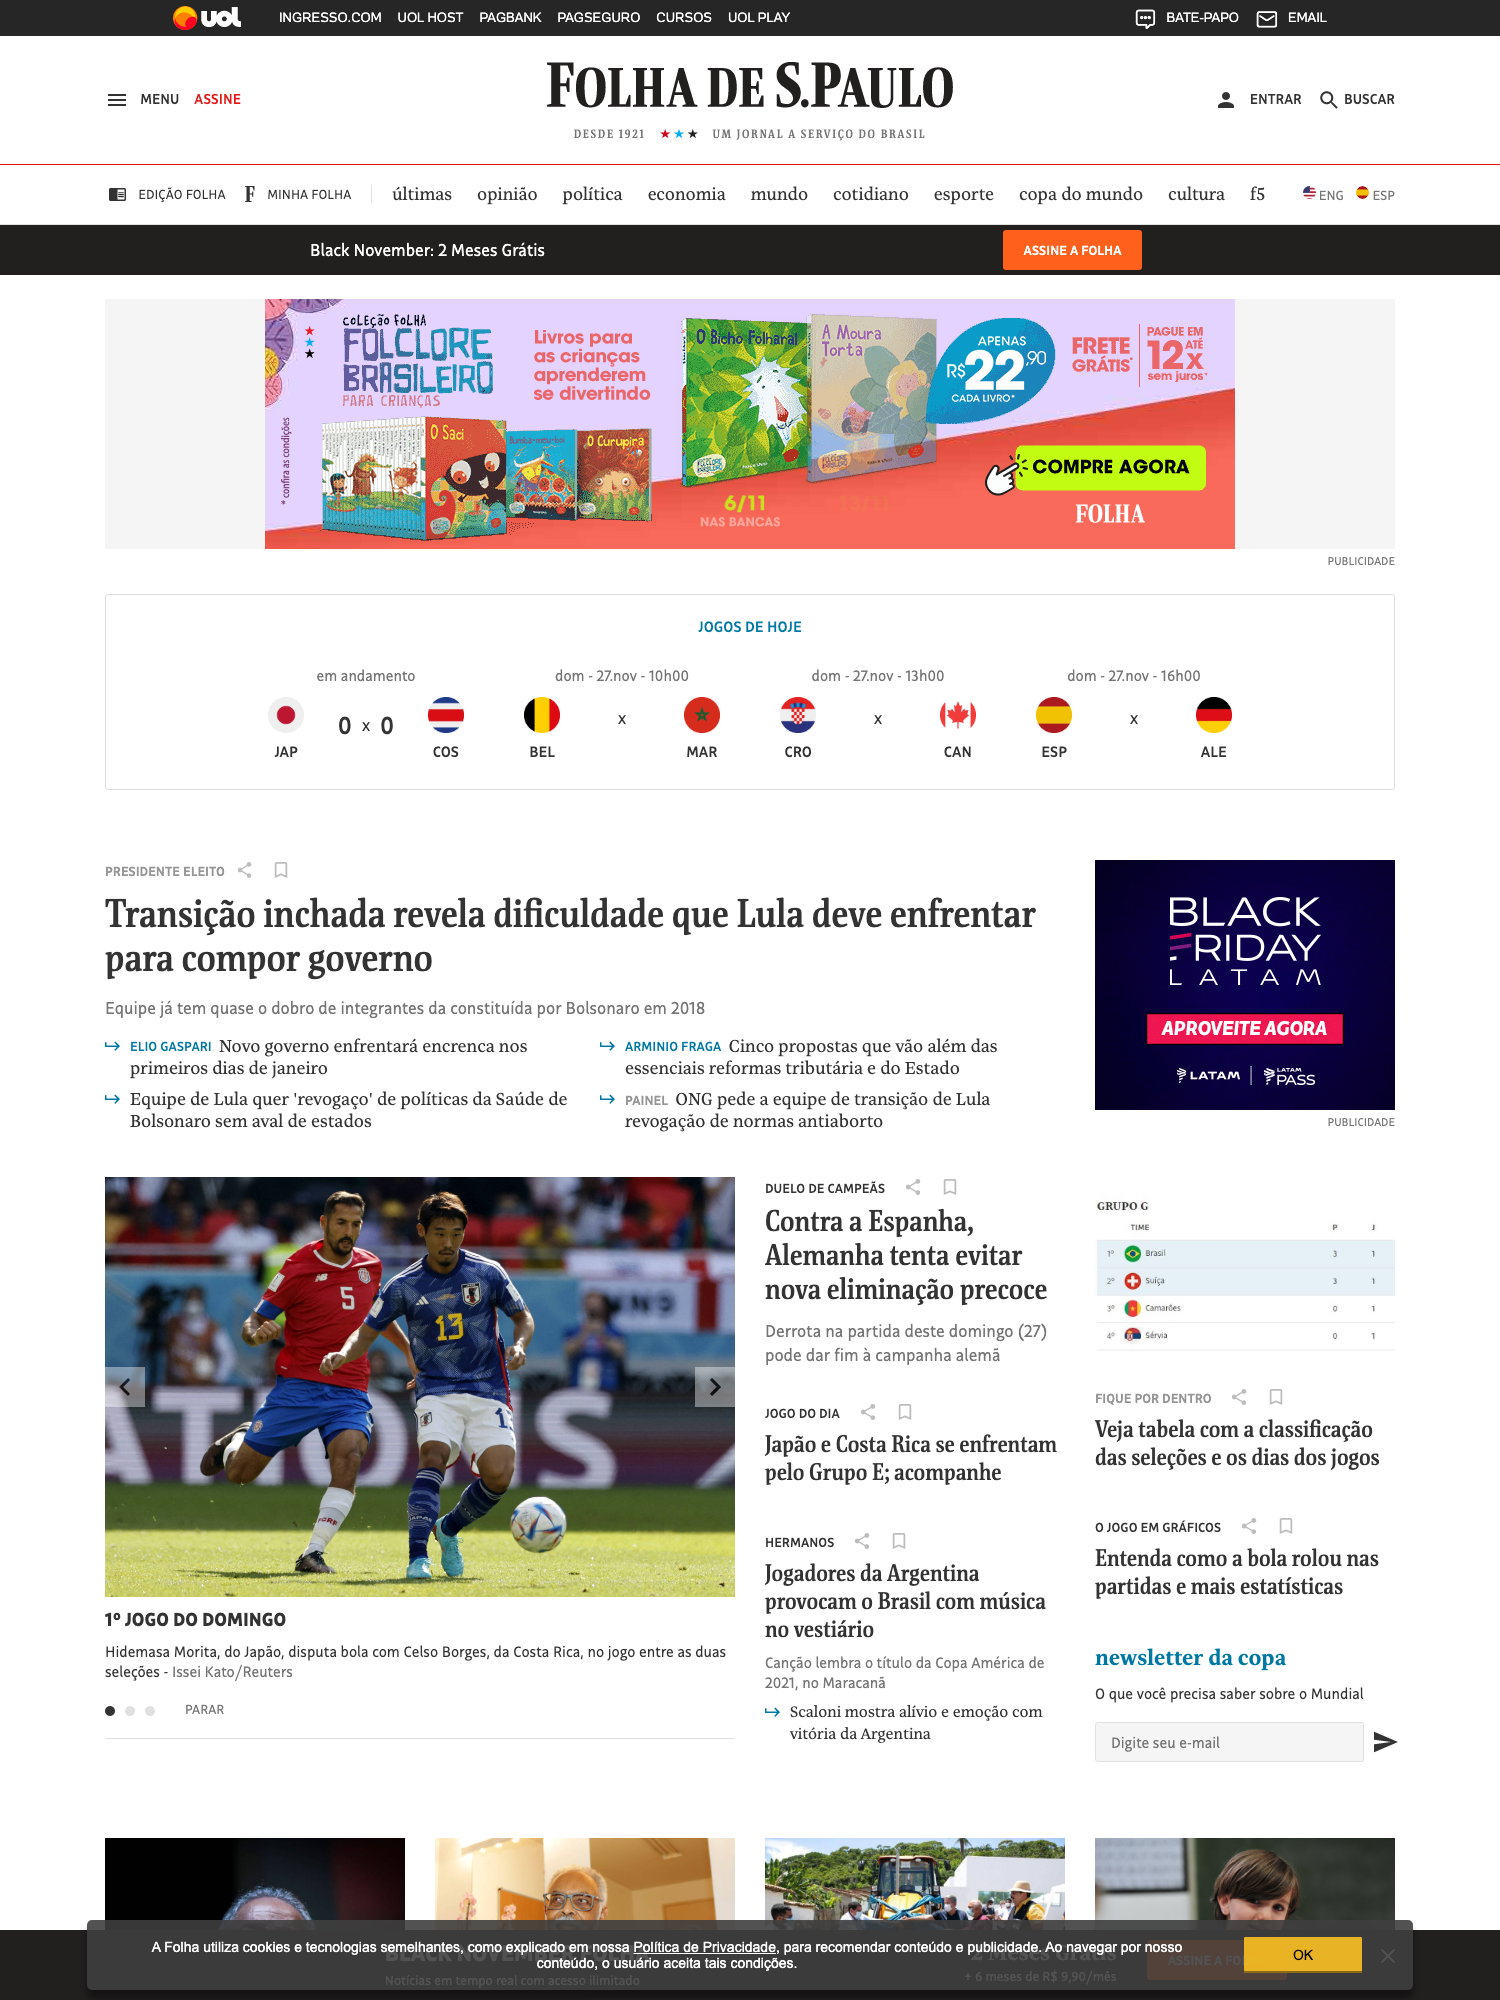 uol INGRESSO.COM UOL HOST PAGBANK PAGSEGURO CURSOS UOL PLAY BATE-PAPO EMAIL
MENU ASSINE FOLHA DE S.PAULO ENTRAR BUSCAR
DESDE 1921 ★★★ UM JORNAL A SERVIÇO DO BRASIL
EDIÇÃO FOLHA F MINHA FOLHA últimas opinião política economia mundo cotidiano esporte copa do mundo cultura f5 ENG ESP
Black November: 2 Meses Grátis ASSINE A FOLHA
COLEÇÃO FOLHA
FOLCLORE
BRASILEIRO
PARA CRIANÇAS
* confira as condições
Livros para
as crianças
aprenderem
se divertindo
O Saci
Bumba-meu-boi
O Curupira
O Bicho Folharal
A Moura
Torta
FOLCLORE
BRASILEIRO
6/11
NAS BANCAS
13/11
APENAS
R$22,90
CADA LIVRO*
FRETE
GRÁTIS*
PAGUE EM
ATÉ
12x
sem juros*
COMPRE AGORA
FOLHA
PUBLICIDADE
JOGOS DE HOJE
em andamento dom - 27.nov - 10h00 dom - 27.nov - 13h00 dom - 27.nov - 16h00
0 x 0 x x x
JAP COS BEL MAR CRO CAN ESP ALE
PRESIDENTE ELEITO
Transição inchada revela dificuldade que Lula deve enfrentar
para compor governo
Equipe já tem quase o dobro de integrantes da constituída por Bolsonaro em 2018
ELIO GASPARI Novo governo enfrentará encrenca nos
primeiros dias de janeiro
Equipe de Lula quer 'revogaço' de políticas da Saúde de
Bolsonaro sem aval de estados
ARMINIO FRAGA Cinco propostas que vão além das
essenciais reformas tributária e do Estado
PAINEL ONG pede a equipe de transição de Lula
revogação de normas antiaborto
BLACK
FRIDAY
LATAM
APROVEITE AGORA
LATAM LATAM PASS
PUBLICIDADE
5
13
1º JOGO DO DOMINGO
Hidemasa Morita, do Japão, disputa bola com Celso Borges, da Costa Rica, no jogo entre as duas
seleções - Issei Kato/Reuters
PARAR
DUELO DE CAMPEÃS
Contra a Espanha,
Alemanha tenta evitar
nova eliminação precoce
Derrota na partida deste domingo (27)
pode dar fim à campanha alemã
JOGO DO DIA
Japão e Costa Rica se enfrentam
pelo Grupo E; acompanhe
HERMANOS
Jogadores da Argentina
provocam o Brasil com música
no vestiário
Canção lembra o título da Copa América de
2021, no Maracanã
Scaloni mostra alívio e emoção com
vitória da Argentina
GRUPO G
TIME P J
1º Brasil 3 1
2º Suíça 3 1
3º Camarões 0 1
4º Sérvia 0 1
FIQUE POR DENTRO
Veja tabela com a classificação
das seleções e os dias dos jogos
O JOGO EM GRÁFICOS
Entenda como a bola rolou nas
partidas e mais estatísticas
newsletter da copa
O que você precisa saber sobre o Mundial
Digite seu e-mail
A Folha utiliza cookies e tecnologias semelhantes, como explicado em nossa Política de Privacidade, para recomendar conteúdo e publicidade. Ao navegar por nosso
conteúdo, o usuário aceita tais condições.
OK
BLACK NOVEMBER
Notícias em tempo real com acesso ilimitado
2 Meses Grátis
+ 6 meses de R$ 9,90/mês
ASSINE A FO